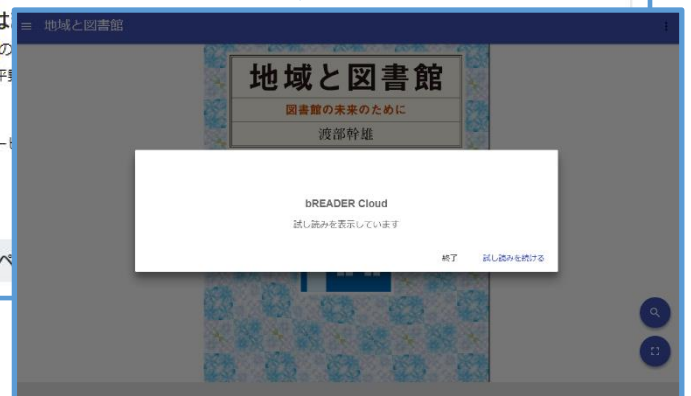 は
地域と図書館
の
地域と図書館
図書館の未来のために
渡部幹雄
bREADER Cloud
試し読みを表示しています
終了
試し読みを続ける